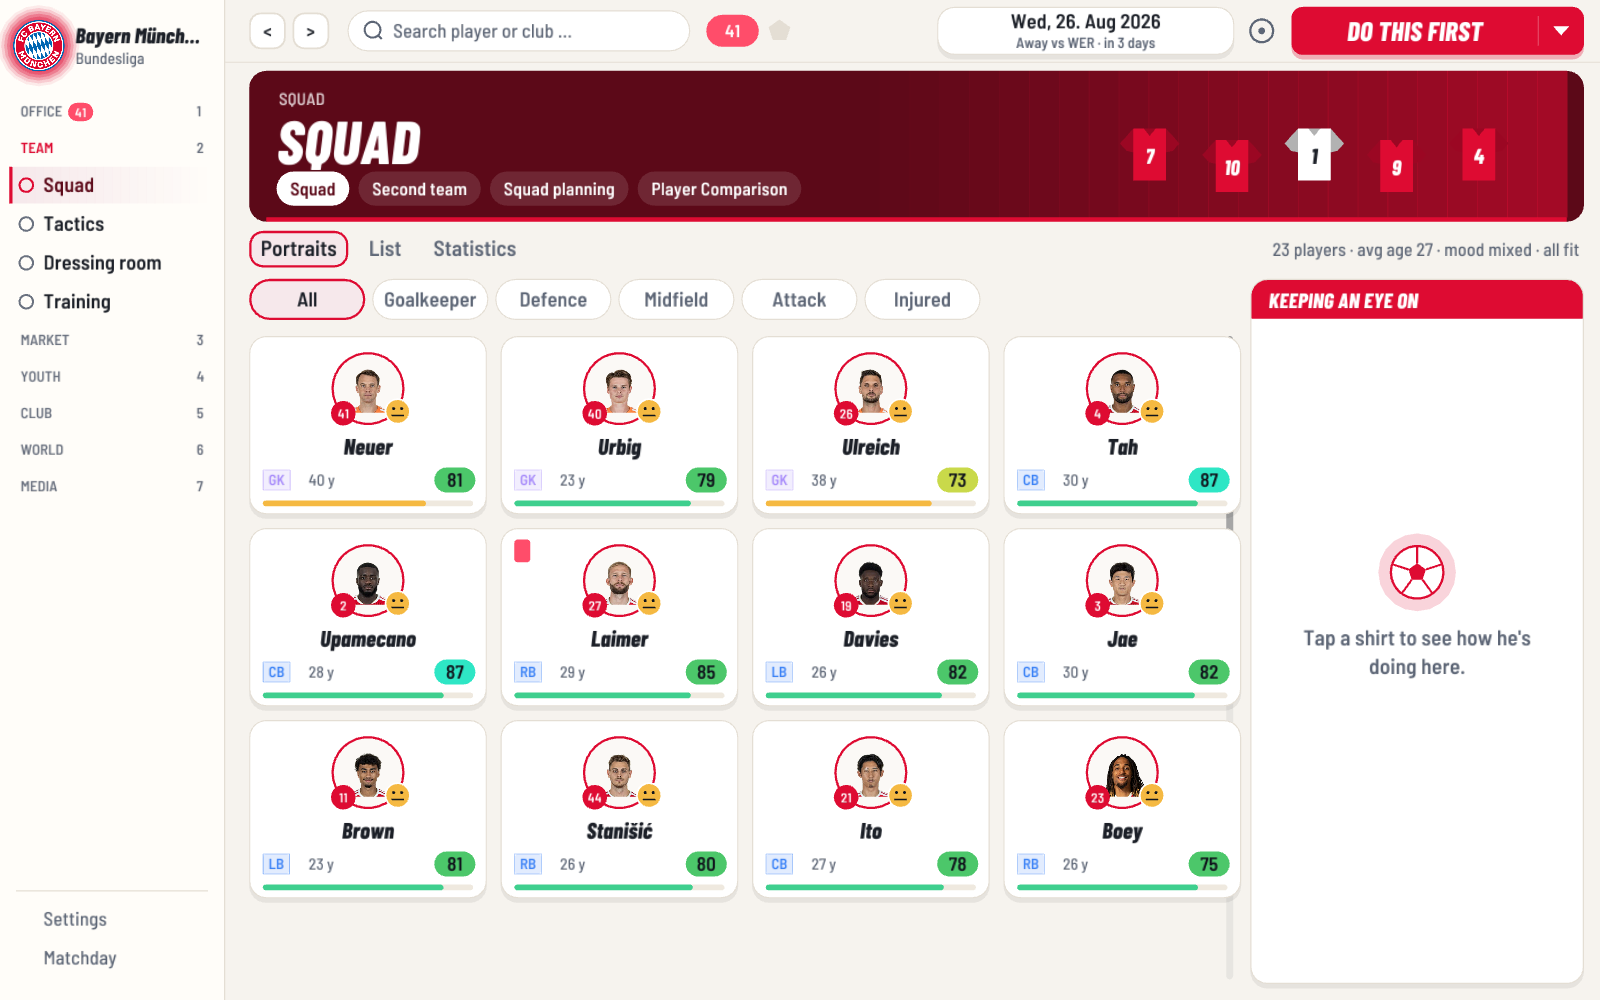 Bayern Münch...
Bundesliga
OFFICE 41 1
TEAM 2
Squad
Tactics
Dressing room
Training
MARKET 3
YOUTH 4
CLUB 5
WORLD 6
MEDIA 7
Settings
Matchday
< >
Search player or club ...
41
Wed, 26. Aug 2026
Away vs WER · in 3 days
DO THIS FIRST
SQUAD
SQUAD
Squad Second team Squad planning Player Comparison
7 10 1 9 4
Portraits List Statistics
23 players · avg age 27 · mood mixed · all fit
All Goalkeeper Defence Midfield Attack Injured
41
Neuer
GK 40 y 81
40
Urbig
GK 23 y 79
26
Ulreich
GK 38 y 73
4
Tah
CB 30 y 87
2
Upamecano
CB 28 y 87
27
Laimer
RB 29 y 85
19
Davies
LB 26 y 82
3
Jae
CB 30 y 82
11
Brown
LB 23 y 81
44
Stanišić
RB 26 y 80
21
Ito
CB 27 y 78
23
Boey
RB 26 y 75
KEEPING AN EYE ON
Tap a shirt to see how he's
doing here.
FC BAYERN
MÜNCHEN